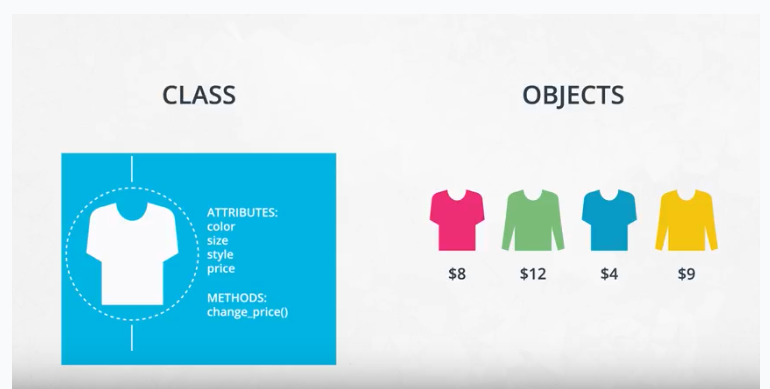 CLASS
OBJECTS
ATTRIBUTES:
color
size
style
price
METHODS:
change_price()
$8
$12
$4
$9